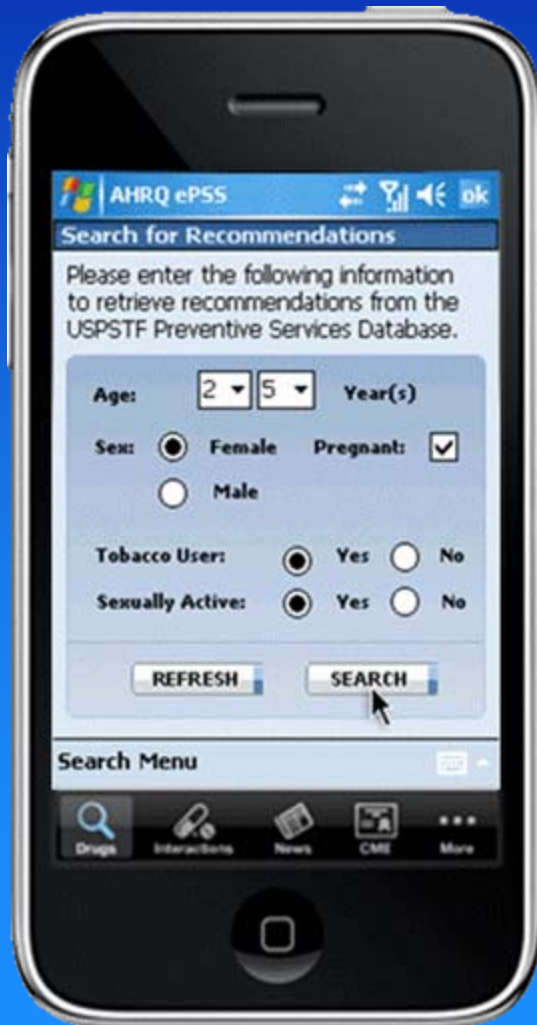 AHRQ ePSS ok
Search for Recommendations
Please enter the following information
to retrieve recommendations from the
USPSTF Preventive Services Database.
Age: 2 5 Year(s)
Sex: Female Pregnant:
Male
Tobacco User: Yes No
Sexually Active: Yes No
REFRESH SEARCH
Search Menu
Drugs Interactions News CME More